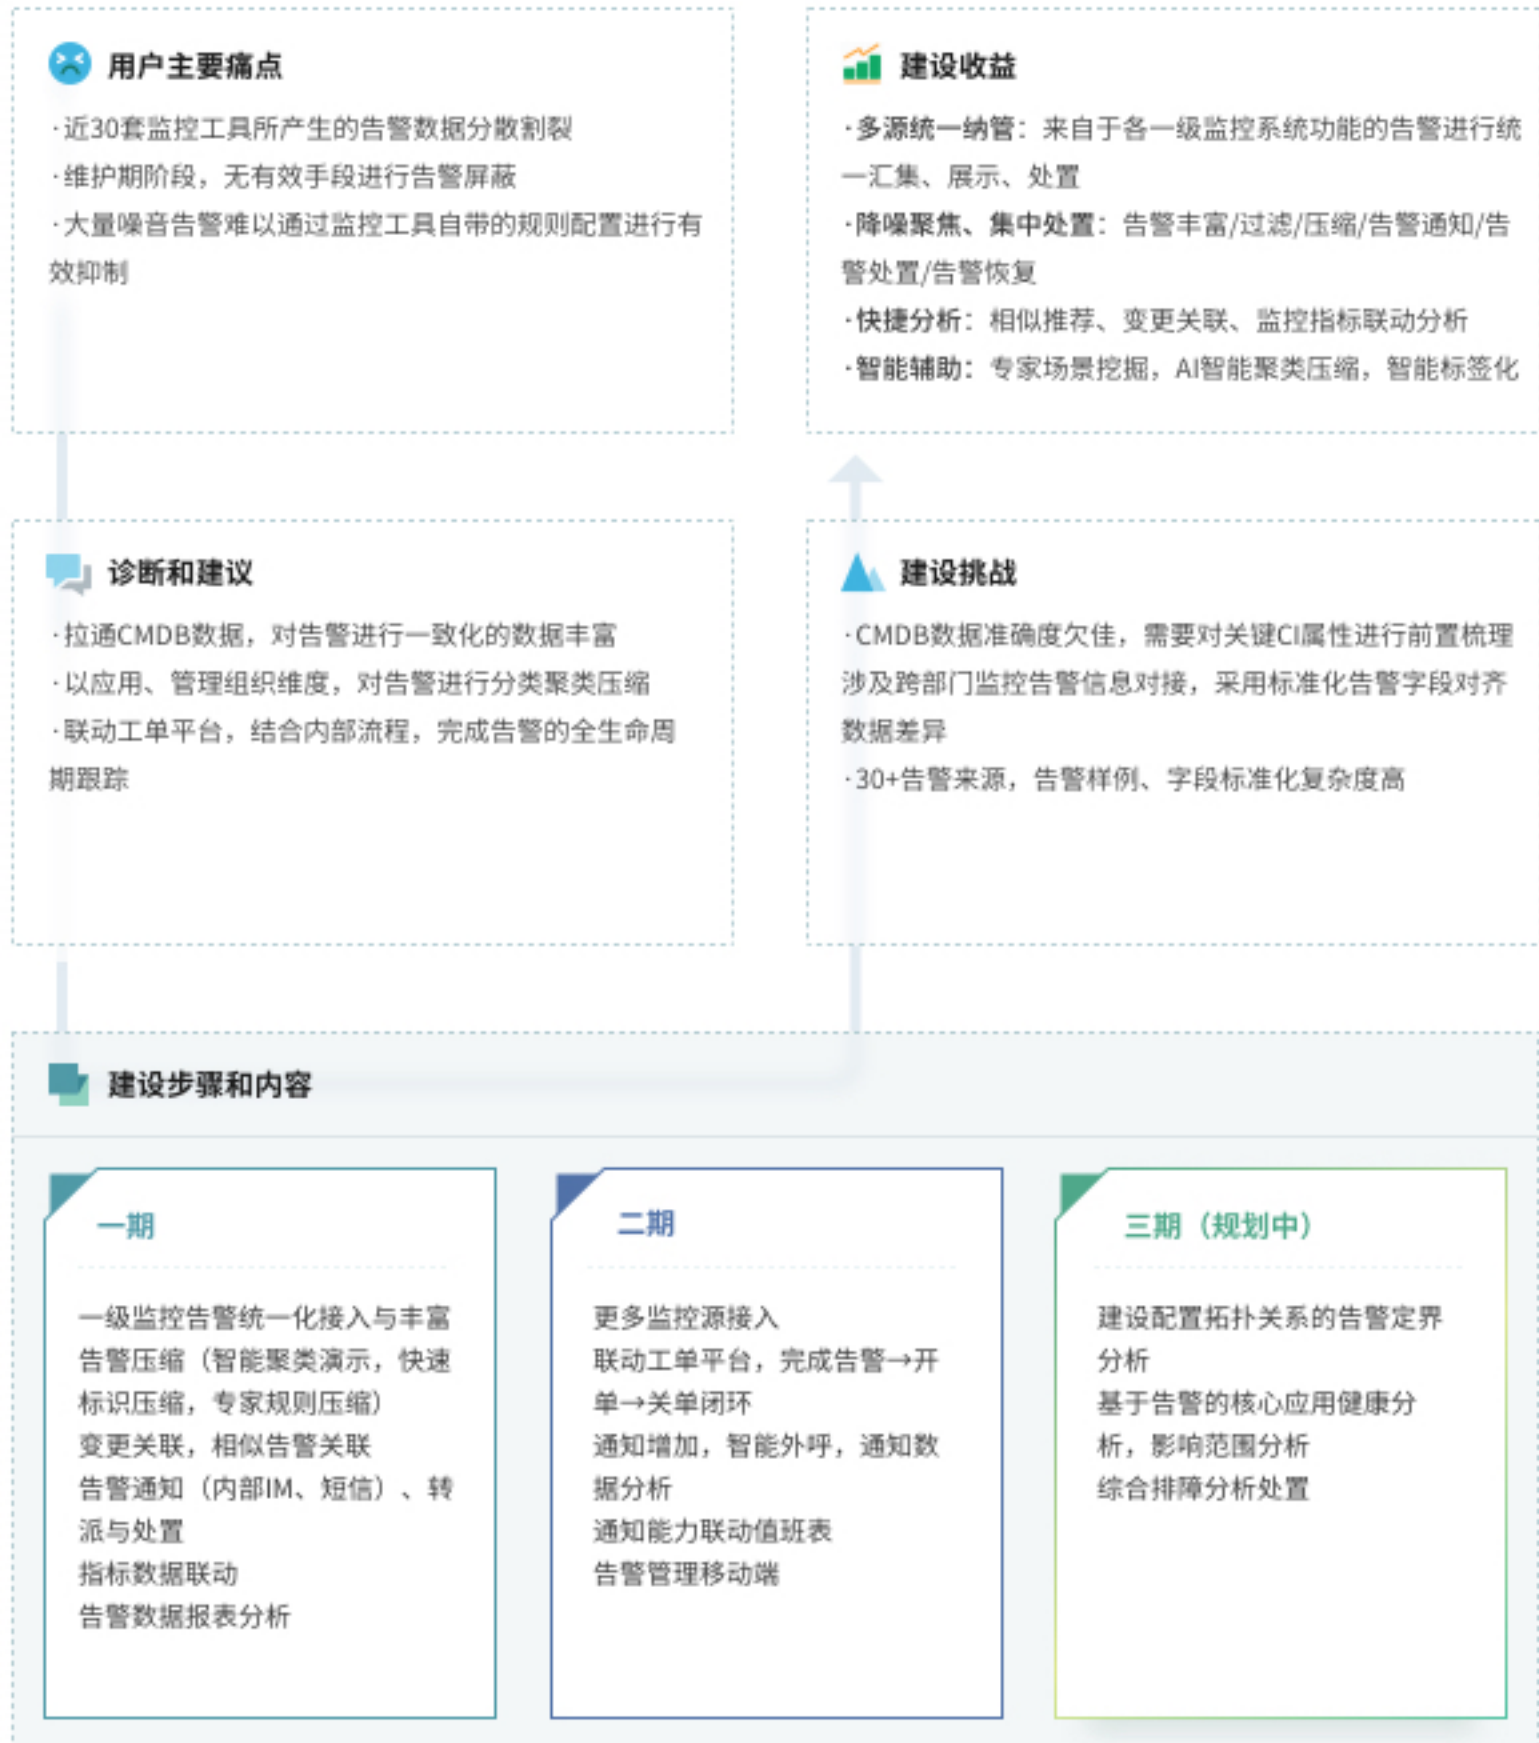 用户主要痛点
·近30套监控工具所产生的告警数据分散割裂
·维护期阶段，无有效手段进行告警屏蔽
·大量噪音告警难以通过监控工具自带的规则配置进行有
效抑制
建设收益
·多源统一纳管：来自于各一级监控系统功能的告警进行统
一汇集、展示、处置
·降噪聚焦、集中处置：告警丰富/过滤/压缩/告警通知/告
警处置/告警恢复
·快捷分析：相似推荐、变更关联、监控指标联动分析
·智能辅助：专家场景挖掘，AI智能聚类压缩，智能标签化
诊断和建议
·拉通CMDB数据，对告警进行一致化的数据丰富
·以应用、管理组织维度，对告警进行分类聚类压缩
·联动工单平台，结合内部流程，完成告警的全生命周
期跟踪
建设挑战
·CMDB数据准确度欠佳，需要对关键CI属性进行前置梳理
涉及跨部门监控告警信息对接，采用标准化告警字段对齐
数据差异
·30+告警来源，告警样例、字段标准化复杂度高
建设步骤和内容
一期
一级监控告警统一化接入与丰富
告警压缩（智能聚类演示，快速
标识压缩，专家规则压缩）
变更关联，相似告警关联
告警通知（内部IM、短信）、转
派与处置
指标数据联动
告警数据报表分析
二期
更多监控源接入
联动工单平台，完成告警→开
单→关单闭环
通知增加，智能外呼，通知数
据分析
通知能力联动值班表
告警管理移动端
三期（规划中）
建设配置拓扑关系的告警定界
分析
基于告警的核心应用健康分
析，影响范围分析
综合排障分析处置